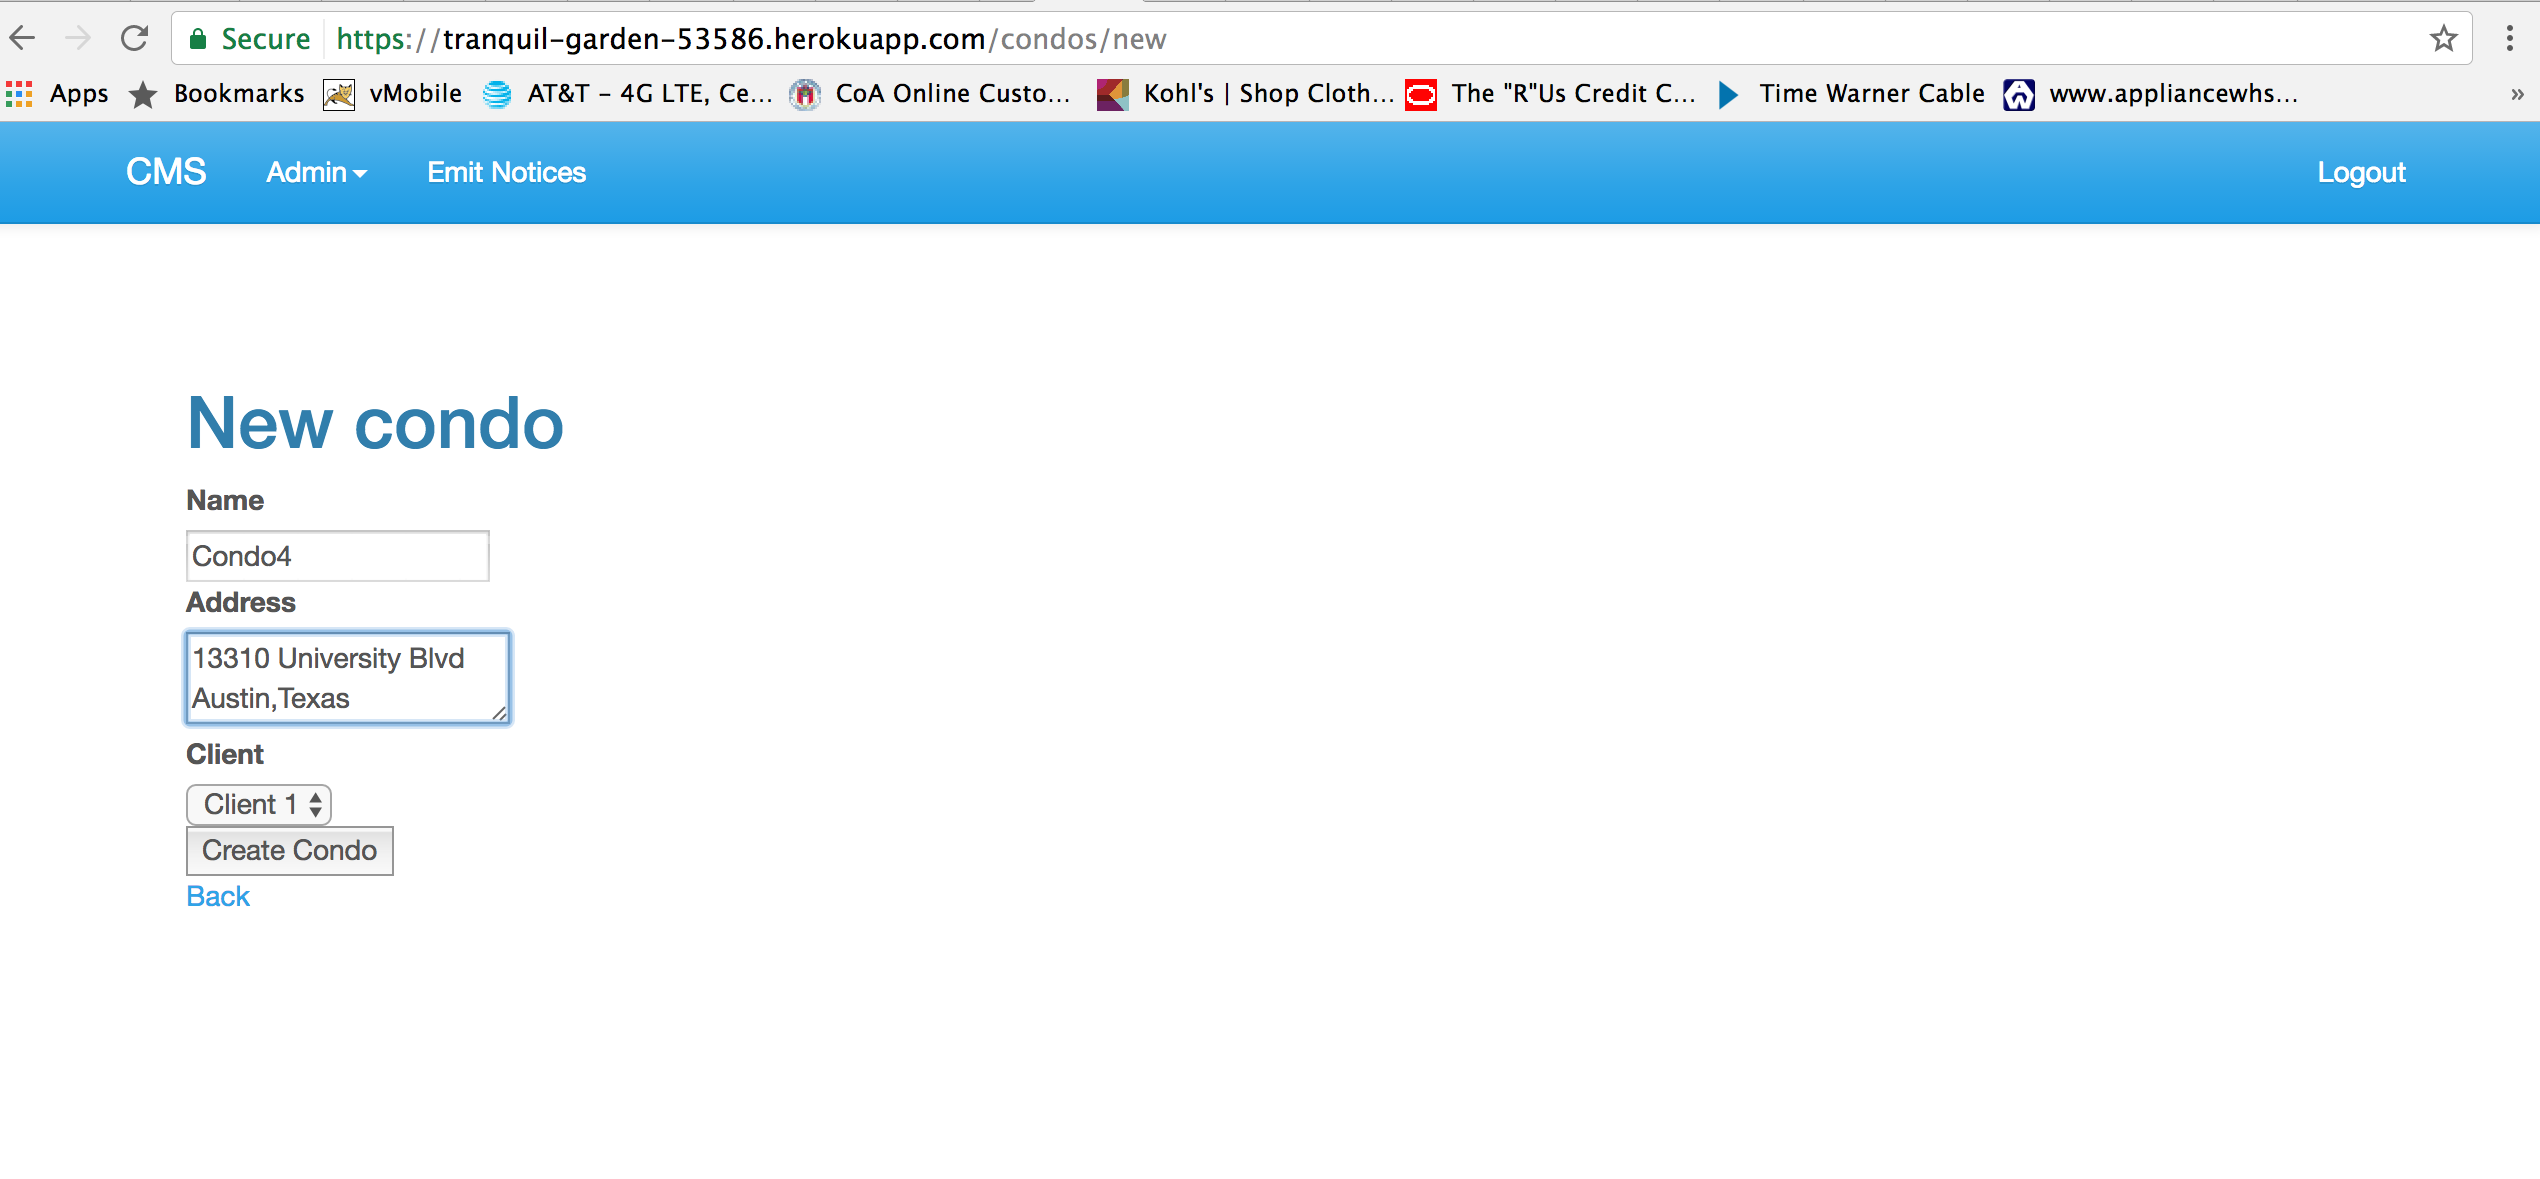 Secure https://tranquil-garden-53586.herokuapp.com/condos/new
Apps Bookmarks vMobile AT&T – 4G LTE, Ce... CoA Online Custo... Kohl's | Shop Cloth... The "R"Us Credit C... Time Warner Cable www.appliancewhs... »
CMS Admin Emit Notices Logout
New condo
Name
Condo4
Address
13310 University Blvd
Austin,Texas
Client
Client 1
Create Condo
Back